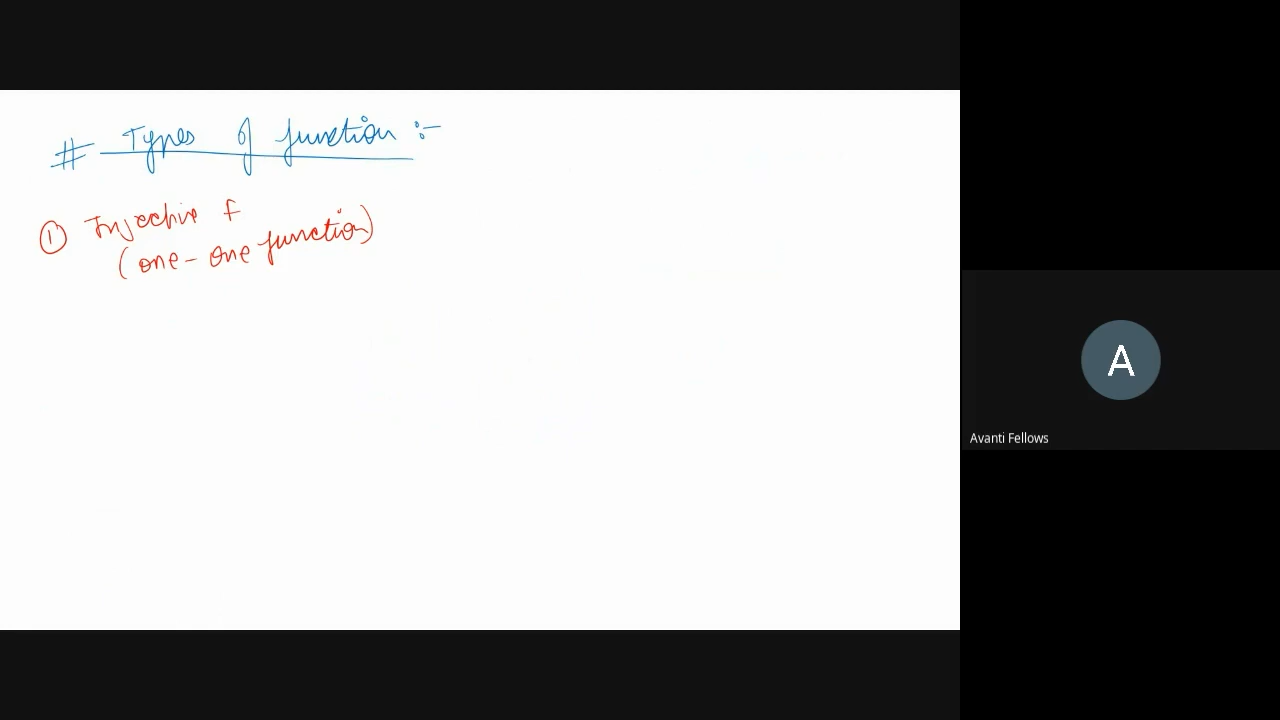 # Types of function :-
① Injective f
(one-one function)
A
Avanti Fellows